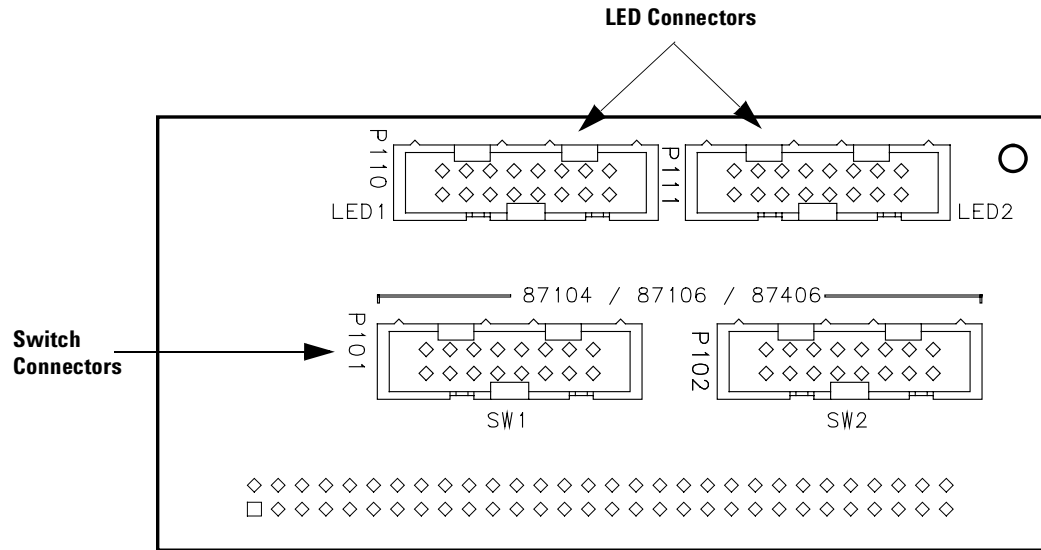 LED Connectors
P110
P111
LED1
LED2
87104 / 87106 / 87406
Switch
Connectors
P101
P102
SW1
SW2